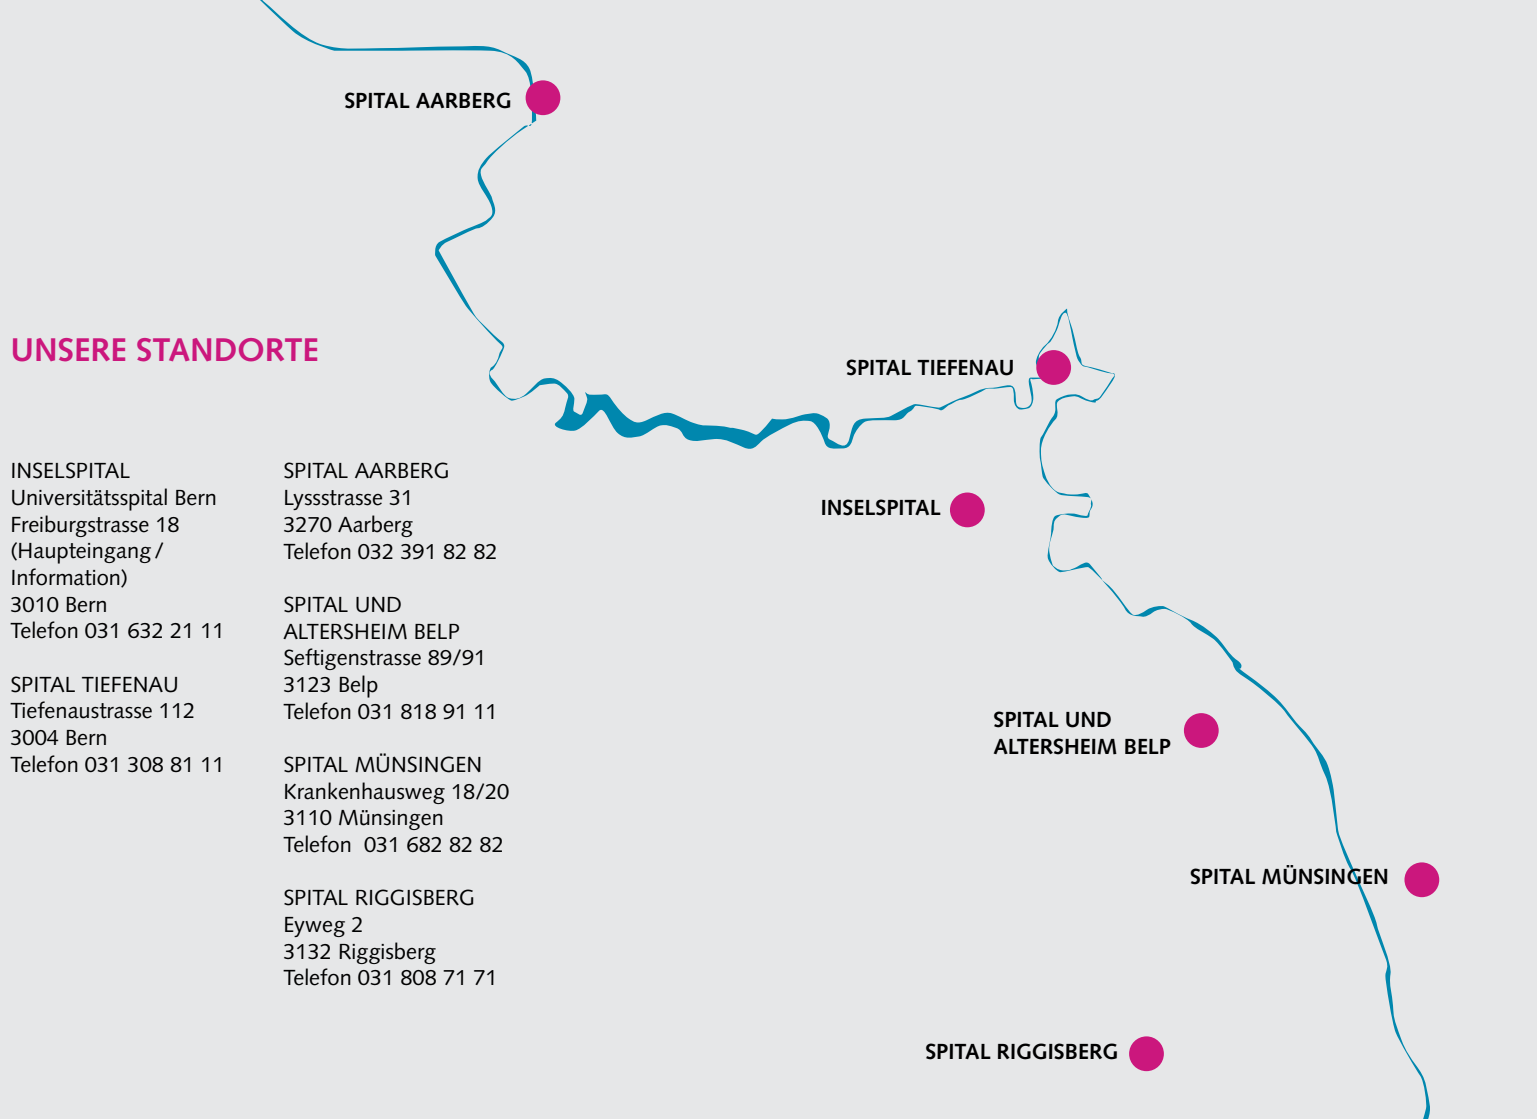 UNSERE STANDORTE
INSELSPITAL
Universitätsspital Bern
Freiburgstrasse 18
(Haupteingang /
Information)
3010 Bern
Telefon 031 632 21 11
SPITAL TIEFENAU
Tiefenaustrasse 112
3004 Bern
Telefon 031 308 81 11
SPITAL AARBERG
Lyssstrasse 31
3270 Aarberg
Telefon 032 391 82 82
SPITAL UND
ALTERSHEIM BELP
Seftigenstrasse 89/91
3123 Belp
Telefon 031 818 91 11
SPITAL MÜNSINGEN
Krankenhausweg 18/20
3110 Münsingen
Telefon  031 682 82 82
SPITAL RIGGISBERG
Eyweg 2
3132 Riggisberg
Telefon 031 808 71 71
SPITAL AARBERG
SPITAL TIEFENAU
INSELSPITAL
SPITAL UND
ALTERSHEIM BELP
SPITAL MÜNSINGEN
SPITAL RIGGISBERG